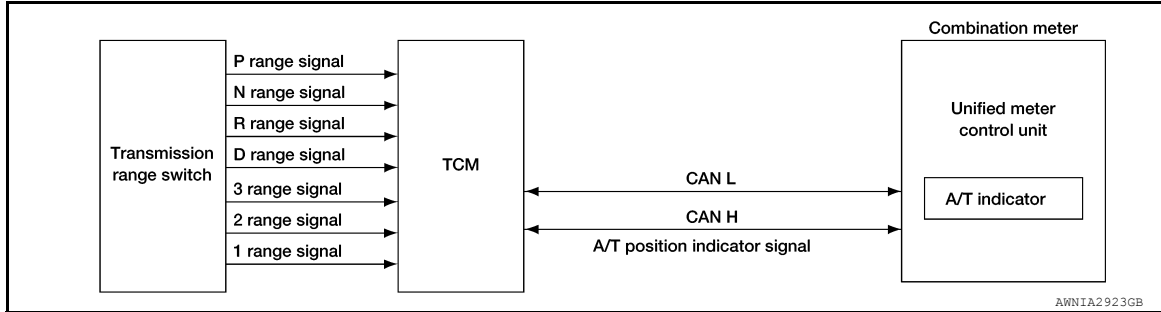 Combination meter
P range signal
N range signal
R range signal
D range signal
3 range signal
2 range signal
1 range signal
Transmission
range switch
TCM
CAN L
CAN H
A/T position indicator signal
Unified meter
control unit
A/T indicator
AWNIA2923GB